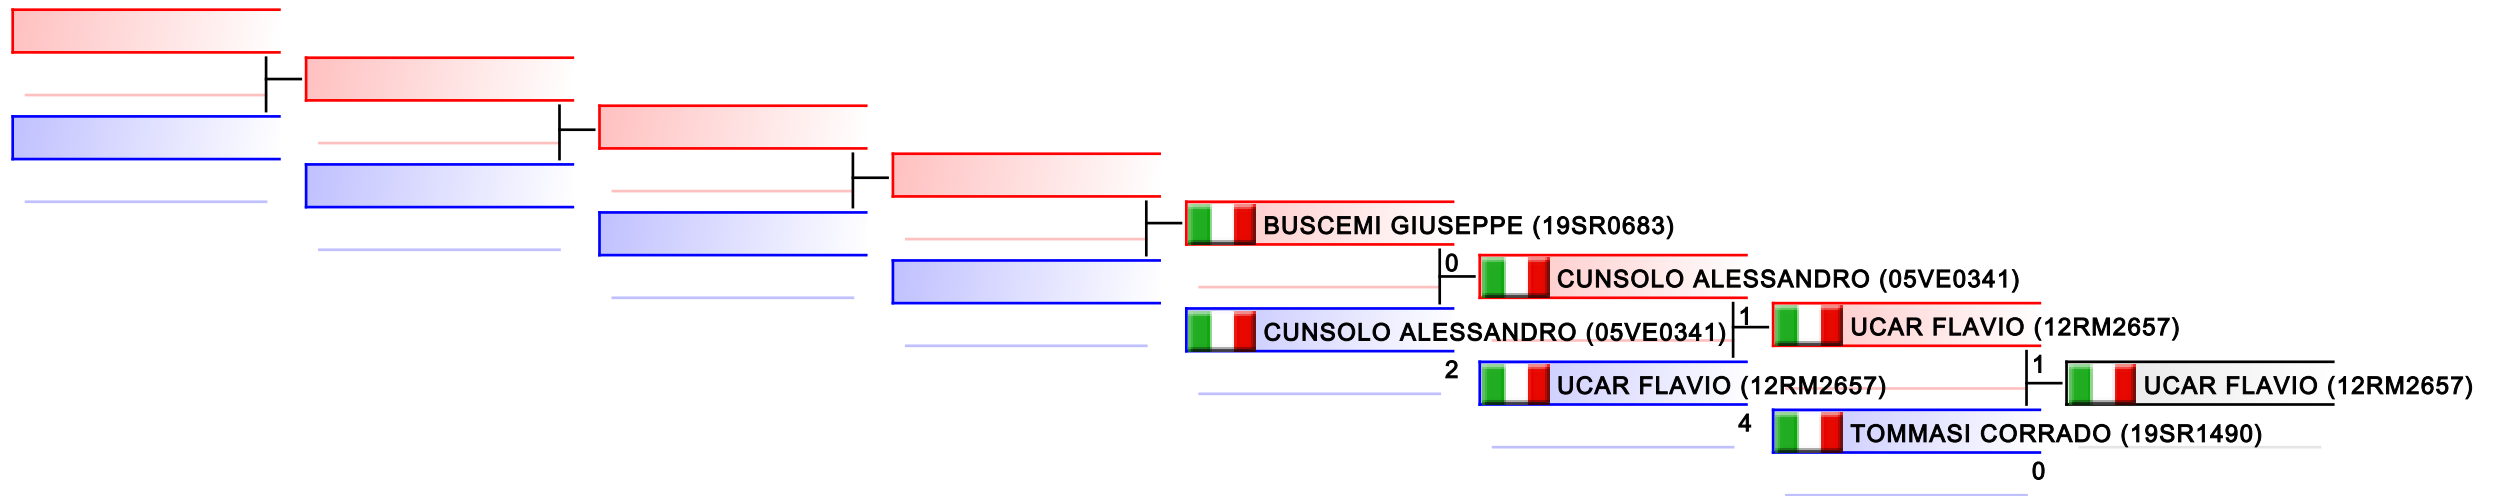 BUSCEMI GIUSEPPE (19SR0683)
0
CUNSOLO ALESSANDRO (05VE0341)
CUNSOLO ALESSANDRO (05VE0341)
2
1
UCAR FLAVIO (12RM2657)
UCAR FLAVIO (12RM2657)
4
1
UCAR FLAVIO (12RM2657)
TOMMASI CORRADO (19SR1490)
0